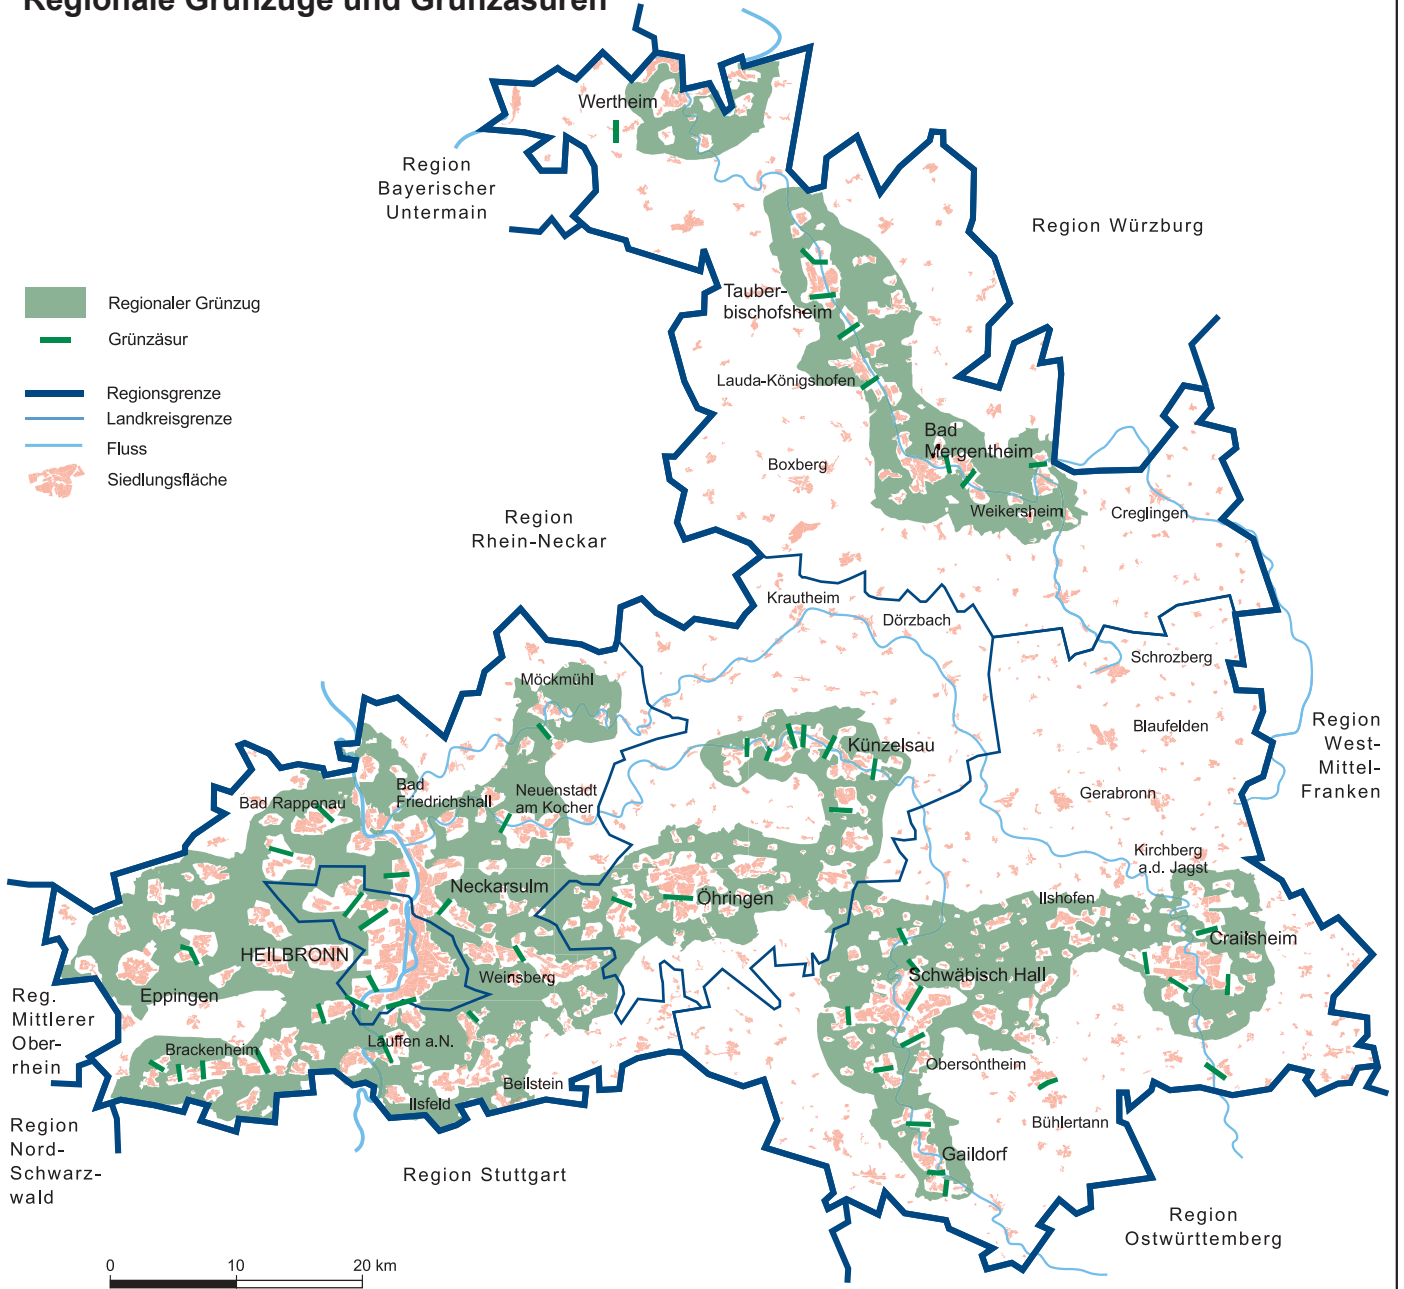 Regionale Grünzüge und Grünzäsuren
Wertheim
Region
Bayerischer
Untermain
Region Würzburg
Regionaler Grünzug
Grünzäsur
Regionsgrenze
Landkreisgrenze
Fluss
Siedlungsfläche
Tauber-
bischofsheim
Lauda-Königshofen
Bad
Mergentheim
Boxberg
Weikersheim
Creglingen
Region
Rhein-Neckar
Krautheim
Dörzbach
Schrozberg
Möckmühl
Blaufelden
Region
West-
Mittel-
Franken
Künzelsau
Bad
Friedrichshall
Neuenstadt
am Kocher
Bad Rappenau
Gerabronn
Kirchberg
a.d. Jagst
Neckarsulm
Öhringen
Ilshofen
Crailsheim
HEILBRONN
Weinsberg
Schwäbisch Hall
Eppingen
Reg.
Mittlerer
Ober-
rhein
Brackenheim
Lauffen a.N.
Obersontheim
Beilstein
Ilsfeld
Bühlertann
Region
Nord-
Schwarz-
wald
Region Stuttgart
Gaildorf
Region
Ostwürttemberg
0 10 20 km